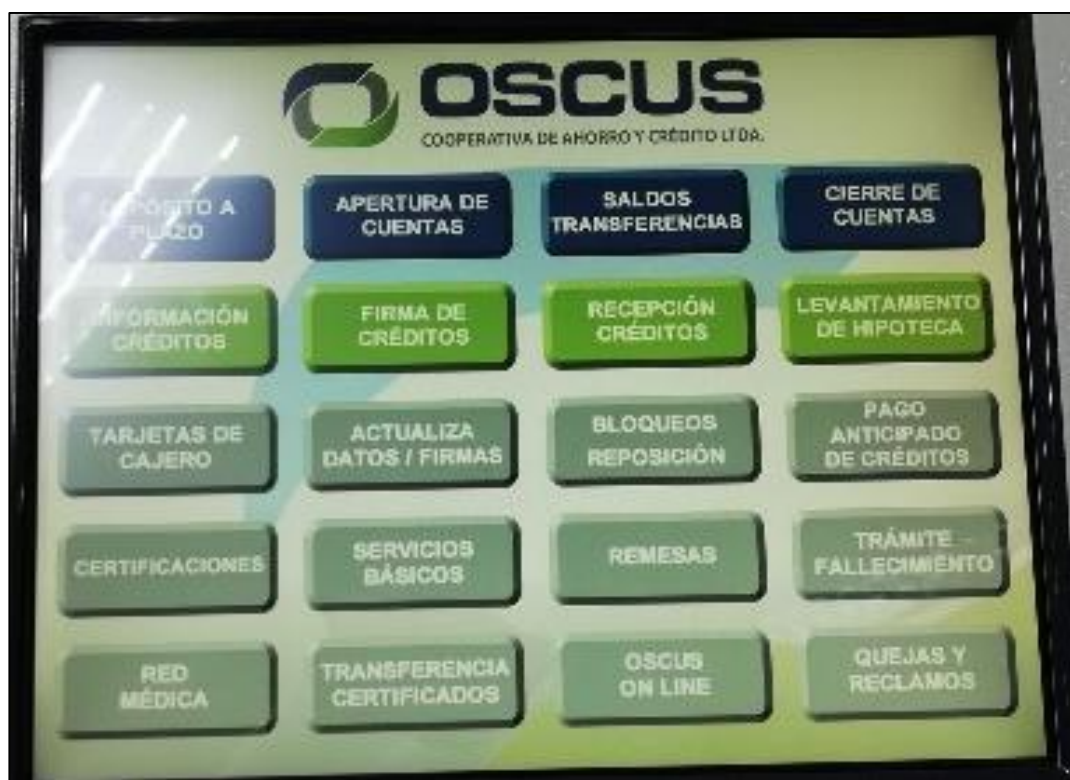 OSCUS
COOPERATIVA DE AHORRO Y CRÉDITO LTDA.
DEPÓSITO A
PLAZO
APERTURA DE
CUENTAS
SALDOS
TRANSFERENCIAS
CIERRE DE
CUENTAS
INFORMACIÓN
CRÉDITOS
FIRMA DE
CRÉDITOS
RECEPCIÓN
CRÉDITOS
LEVANTAMIENTO
DE HIPOTECA
TARJETAS DE
CAJERO
ACTUALIZA
DATOS / FIRMAS
BLOQUEOS
REPOSICIÓN
PAGO
ANTICIPADO
DE CRÉDITOS
CERTIFICACIONES
SERVICIOS
BÁSICOS
REMESAS
TRÁMITE
FALLECIMIENTO
RED
MÉDICA
TRANSFERENCIA
CERTIFICADOS
OSCUS
ON LINE
QUEJAS Y
RECLAMOS